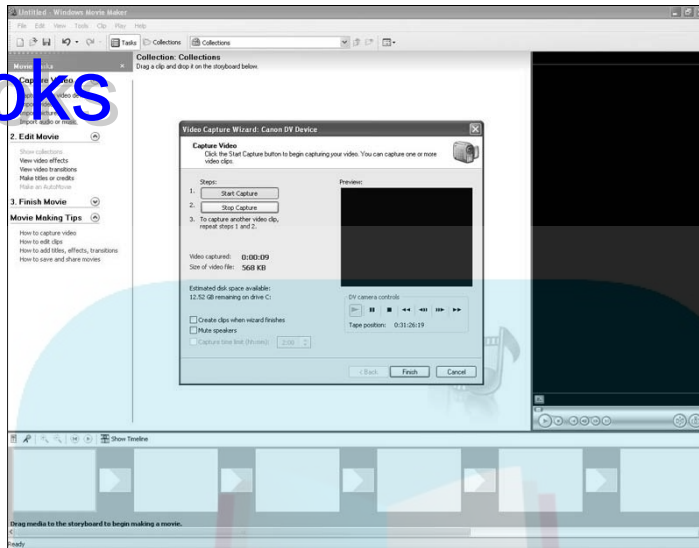 Untitled - Windows Movie Maker
File Edit View Tools Clip Play Help
Tasks Collections Collections
Movie Tasks
Collection: Collections
Drag a clip and drop it on the storyboard below.
oks
Capture Video
Import audio or music
2. Edit Movie
Show collections
View video effects
View video transitions
Make titles or credits
Make an AutoMovie
3. Finish Movie
Movie Making Tips
How to capture video
How to edit clips
How to add titles, effects, transitions
How to save and share movies
Video Capture Wizard: Canon DV Device
Capture Video
Click the Start Capture button to begin capturing your video. You can capture one or more
video clips.
Steps:
1. Start Capture
2. Stop Capture
3. To capture another video clip,
repeat steps 1 and 2.
Video captured: 0:00:09
Size of video file: 568 KB
Estimated disk space available:
12.52 GB remaining on drive C:
Create clips when wizard finishes
Mute speakers
Capture time limit (hh:mm): 2:00
Preview:
DV camera controls
Tape position: 0:31:26:19
< Back Finish Cancel
Show Timeline
Drag media to the storyboard to begin making a movie.
Ready